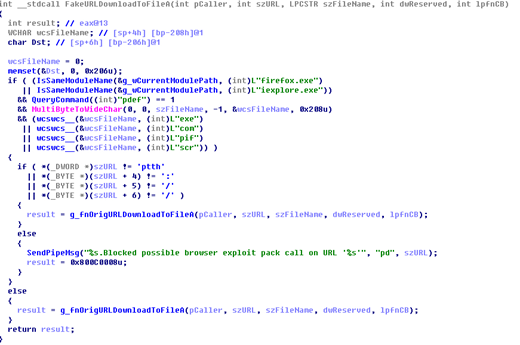 int __stdcall FakeURLDownloadToFileA(int pCaller, int szURL, LPCSTR szFileName, int dwReserved, int lpfnCB)
{
int result; // eax@13
WCHAR wcsFileName; // [sp+4h] [bp-208h]@1
char Dst; // [sp+6h] [bp-206h]@1
wcsFileName = 0;
memset(&Dst, 0, 0x206u);
if ( (IsSameModuleName(&g_wCurrentModulePath, (int)L"firefox.exe")
|| IsSameModuleName(&g_wCurrentModulePath, (int)L"iexplore.exe"))
&& QueryCommand((int)"pdef") == 1
&& MultiByteToWideChar(0, 0, szFileName, -1, &wcsFileName, 0x208u)
&& (wcswcs__(&wcsFileName, (int)L"exe")
|| wcswcs__(&wcsFileName, (int)L"com")
|| wcswcs__(&wcsFileName, (int)L"pif")
|| wcswcs__(&wcsFileName, (int)L"scr")) )
{
if ( *(_DWORD *)szURL != 'ptth'
|| *(_BYTE *)(szURL + 4) != ':'
|| *(_BYTE *)(szURL + 5) != '/'
|| *(_BYTE *)(szURL + 6) != '/' )
{
result = g_fnOrigURLDownloadToFileA(pCaller, szURL, szFileName, dwReserved, lpfnCB);
}
else
{
SendPipeMsg("%s.Blocked possible browser exploit pack call on URL '%s'", "pd", szURL);
result = 0x800C0008u;
}
}
else
{
result = g_fnOrigURLDownloadToFileA(pCaller, szURL, szFileName, dwReserved, lpfnCB);
}
return result;
}